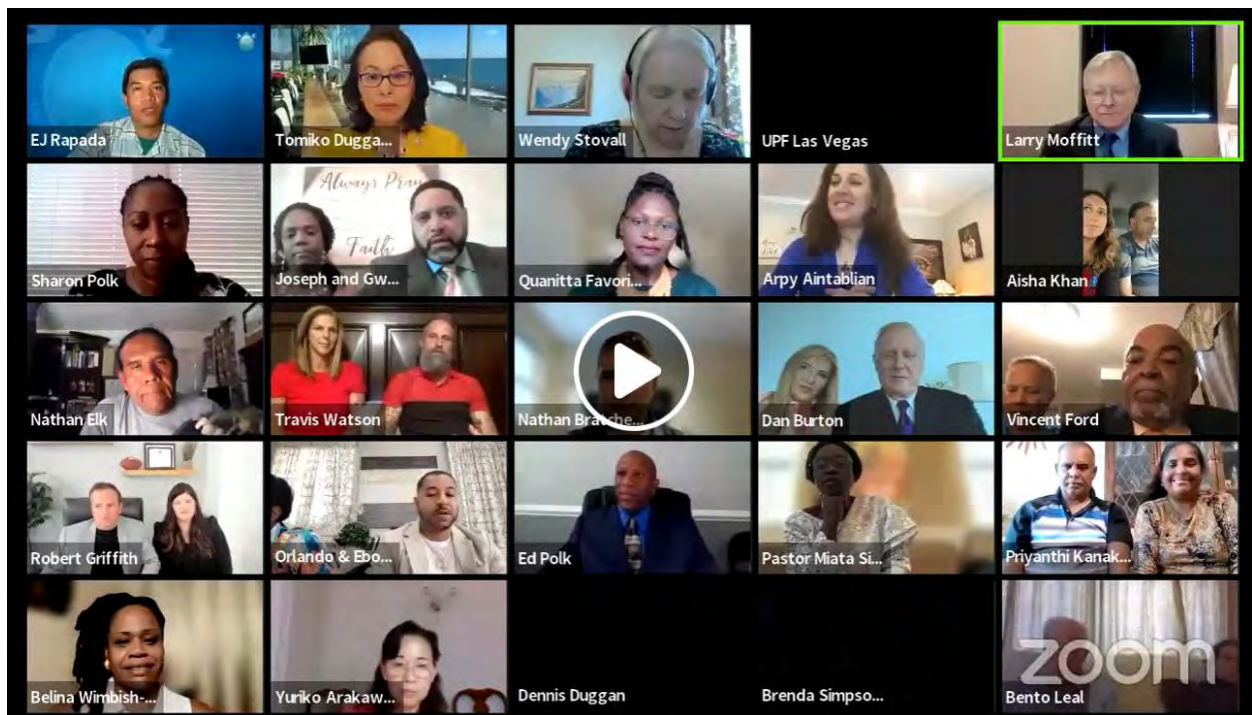 EJ Rapada
Tomiko Dugga...
Wendy Stovall
UPF Las Vegas
Larry Moffitt
Sharon Polk
Always Pray
Faith
Joseph and Gw...
Quanitta Favori...
Arpy Aintablian
Aisha Khan
Nathan Elk
Travis Watson
Nathan Bratche...
Dan Burton
Vincent Ford
Robert Griffith
Orlando & Ebo...
Ed Polk
Pastor Miata Si...
Priyanthi Kanak...
Belina Wimbish-...
Yuriko Arakaw...
Dennis Duggan
Brenda Simpso...
zoom
Bento Leal